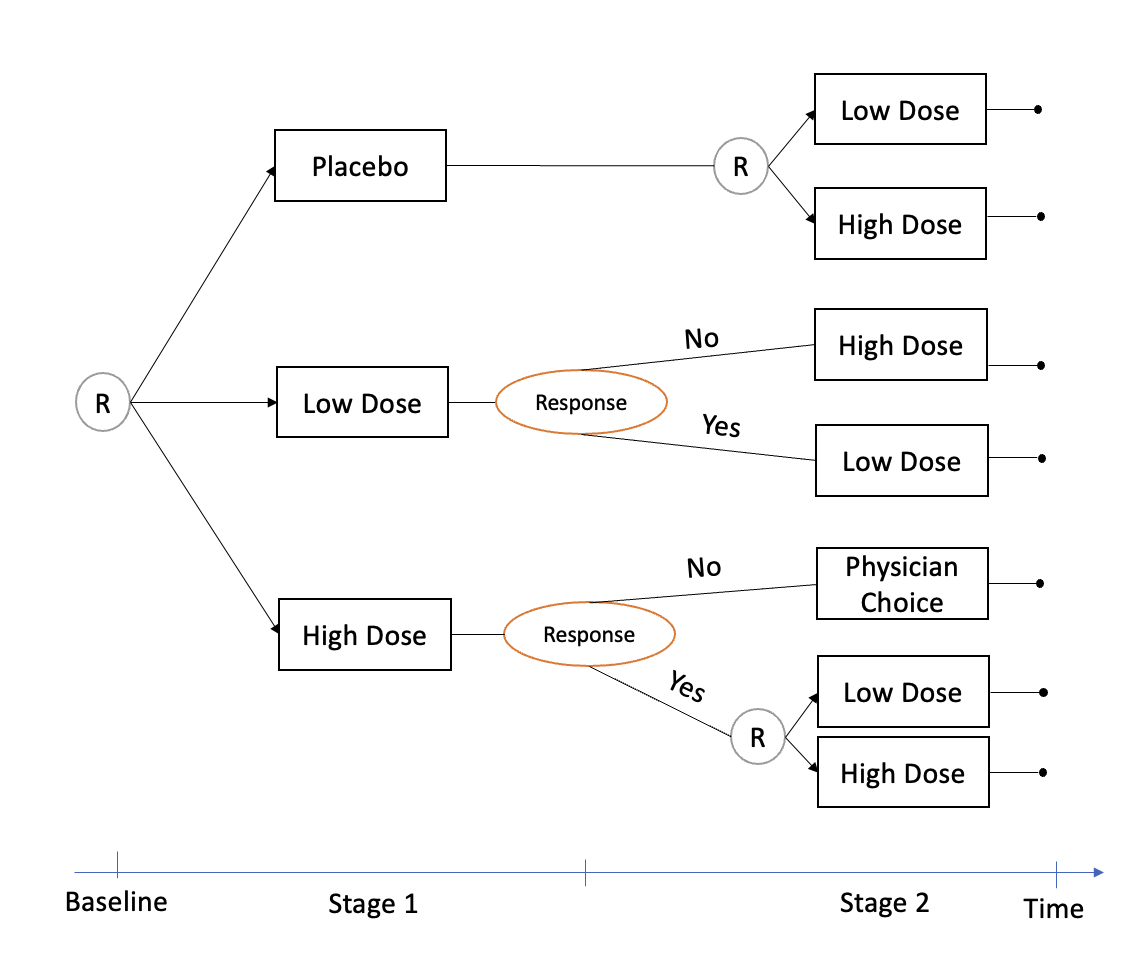 Low Dose
Placebo
R
High Dose
No
High Dose
R
Low Dose
Response
Yes
Low Dose
No
Physician
Choice
High Dose
Response
Yes
Low Dose
R
High Dose
Baseline
Stage 1
Stage 2
Time